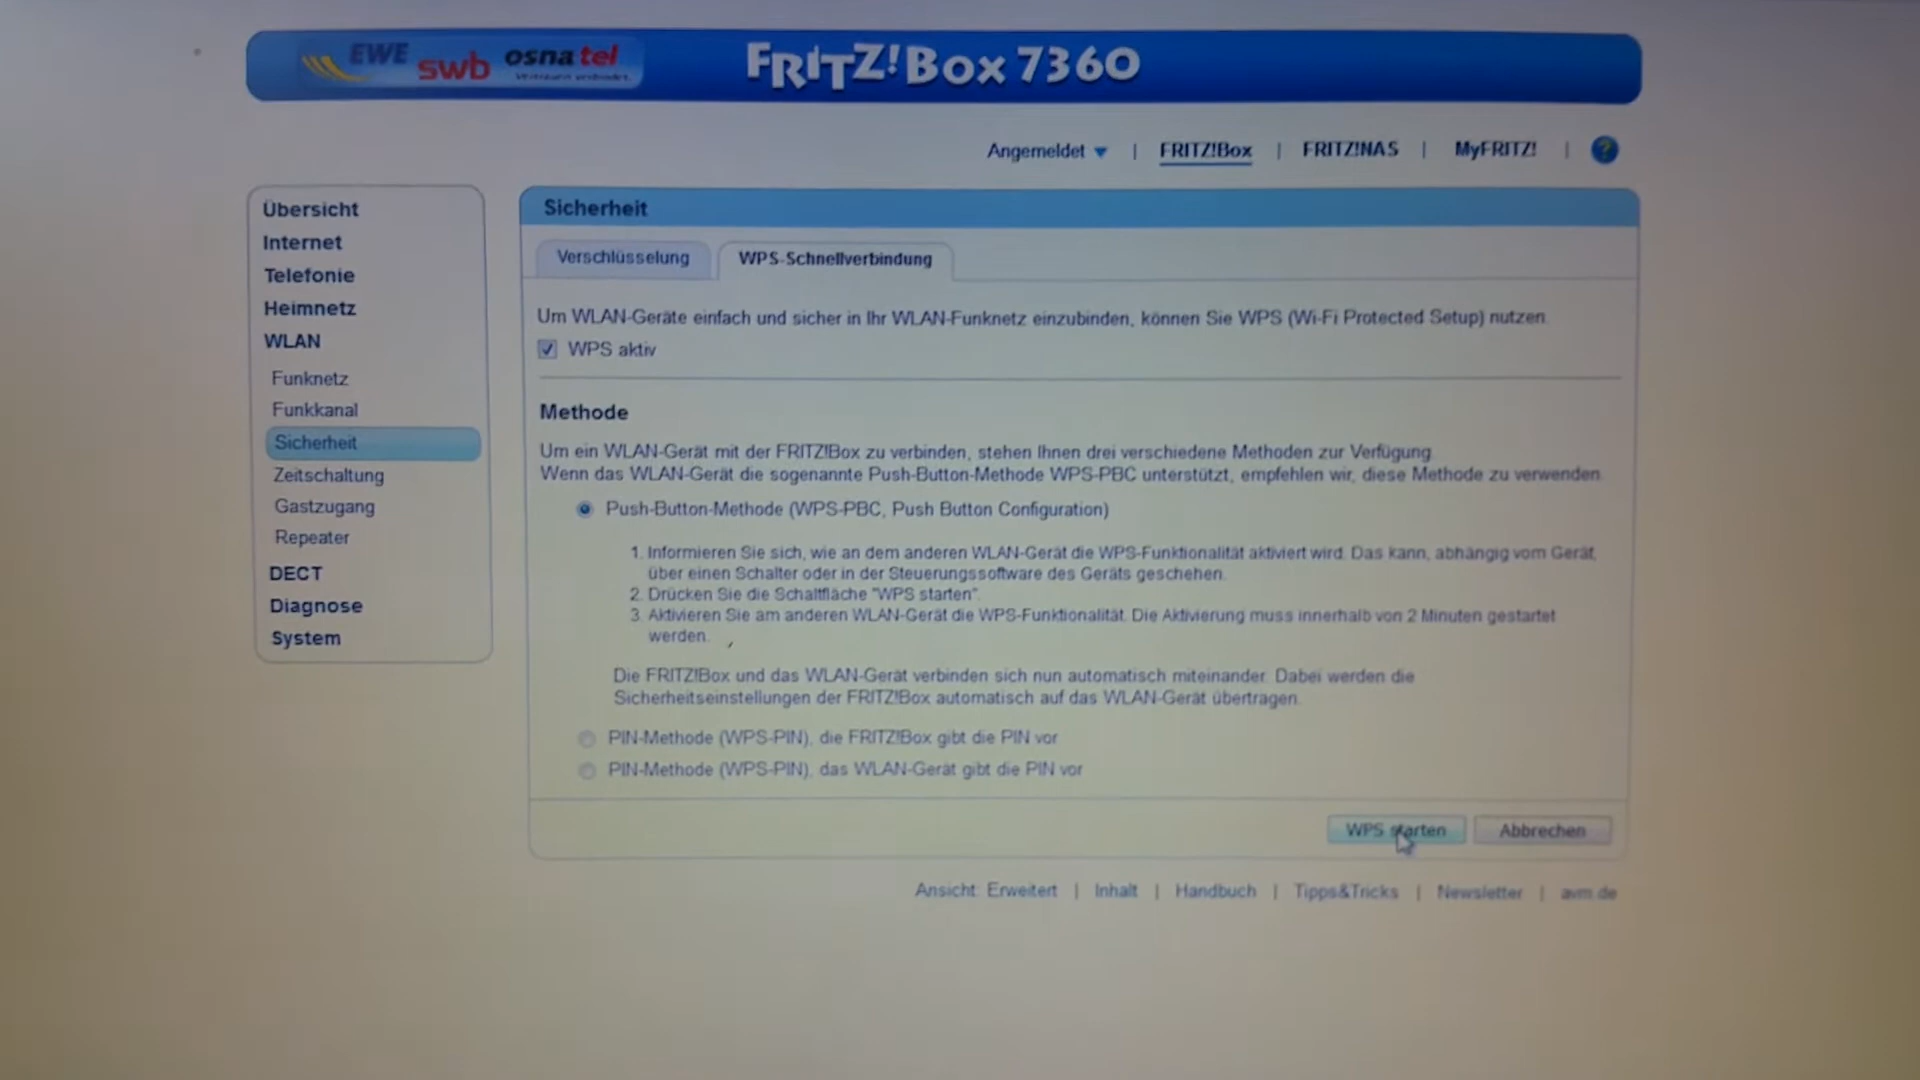 EWE swb osnatel
FRITZ!Box 7360
Angemeldet | FRITZ!Box | FRITZ!NAS | MyFRITZ! | ?
Übersicht
Internet
Telefonie
Heimnetz
WLAN
Funknetz
Funkkanal
Sicherheit
Zeitschaltung
Gastzugang
Repeater
DECT
Diagnose
System
Sicherheit
Verschlüsselung
WPS-Schnellverbindung
Um WLAN-Geräte einfach und sicher in Ihr WLAN-Funknetz einzubinden, können Sie WPS (Wi-Fi Protected Setup) nutzen.
WPS aktiv
Methode
Um ein WLAN-Gerät mit der FRITZ!Box zu verbinden, stehen Ihnen drei verschiedene Methoden zur Verfügung.
Wenn das WLAN-Gerät die sogenannte Push-Button-Methode WPS-PBC unterstützt, empfehlen wir, diese Methode zu verwenden.
Push-Button-Methode (WPS-PBC, Push Button Configuration)
1. Informieren Sie sich, wie an dem anderen WLAN-Gerät die WPS-Funktionalität aktiviert wird. Das kann, abhängig vom Gerät,
über einen Schalter oder in der Steuerungssoftware des Geräts geschehen.
2. Drücken Sie die Schaltfläche "WPS starten".
3. Aktivieren Sie am anderen WLAN-Gerät die WPS-Funktionalität. Die Aktivierung muss innerhalb von 2 Minuten gestartet
werden.
Die FRITZ!Box und das WLAN-Gerät verbinden sich nun automatisch miteinander. Dabei werden die
Sicherheitseinstellungen der FRITZ!Box automatisch auf das WLAN-Gerät übertragen.
PIN-Methode (WPS-PIN), die FRITZ!Box gibt die PIN vor
PIN-Methode (WPS-PIN), das WLAN-Gerät gibt die PIN vor
WPS starten
Abbrechen
Ansicht: Erweitert | Inhalt | Handbuch | Tipps&Tricks | Newsletter | avm.de